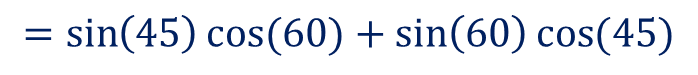 = sin(45) cos(60) + sin(60) cos(45)